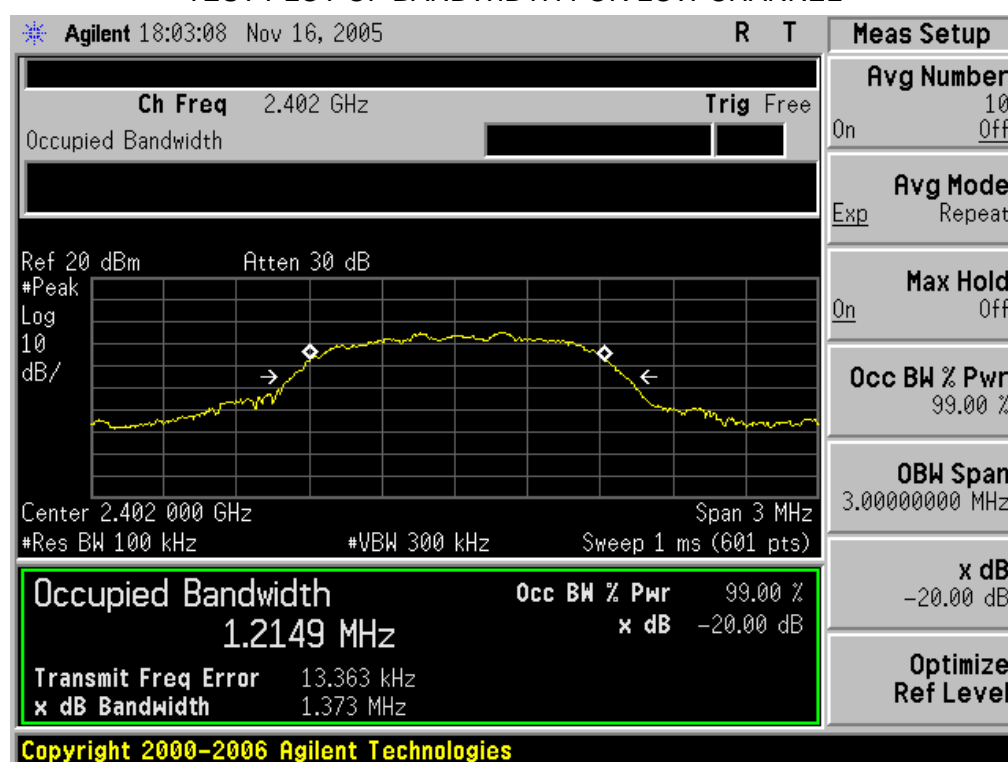 Agilent 18:03:08 Nov 16, 2005 R T
Ch Freq 2.402 GHz Trig Free
Occupied Bandwidth
Ref 20 dBm Atten 30 dB
#Peak
Log
10
dB/
Center 2.402 000 GHz Span 3 MHz
#Res BW 100 kHz #VBW 300 kHz Sweep 1 ms (601 pts)
Occupied Bandwidth Occ BW % Pwr 99.00 %
1.2149 MHz x dB -20.00 dB
Transmit Freq Error 13.363 kHz
x dB Bandwidth 1.373 MHz
Copyright 2000-2006 Agilent Technologies
Meas Setup
Avg Number
10
On Off
Avg Mode
Exp Repeat
Max Hold
On Off
Occ BW % Pwr
99.00 %
OBW Span
3.00000000 MHz
x dB
-20.00 dB
Optimize
Ref Level